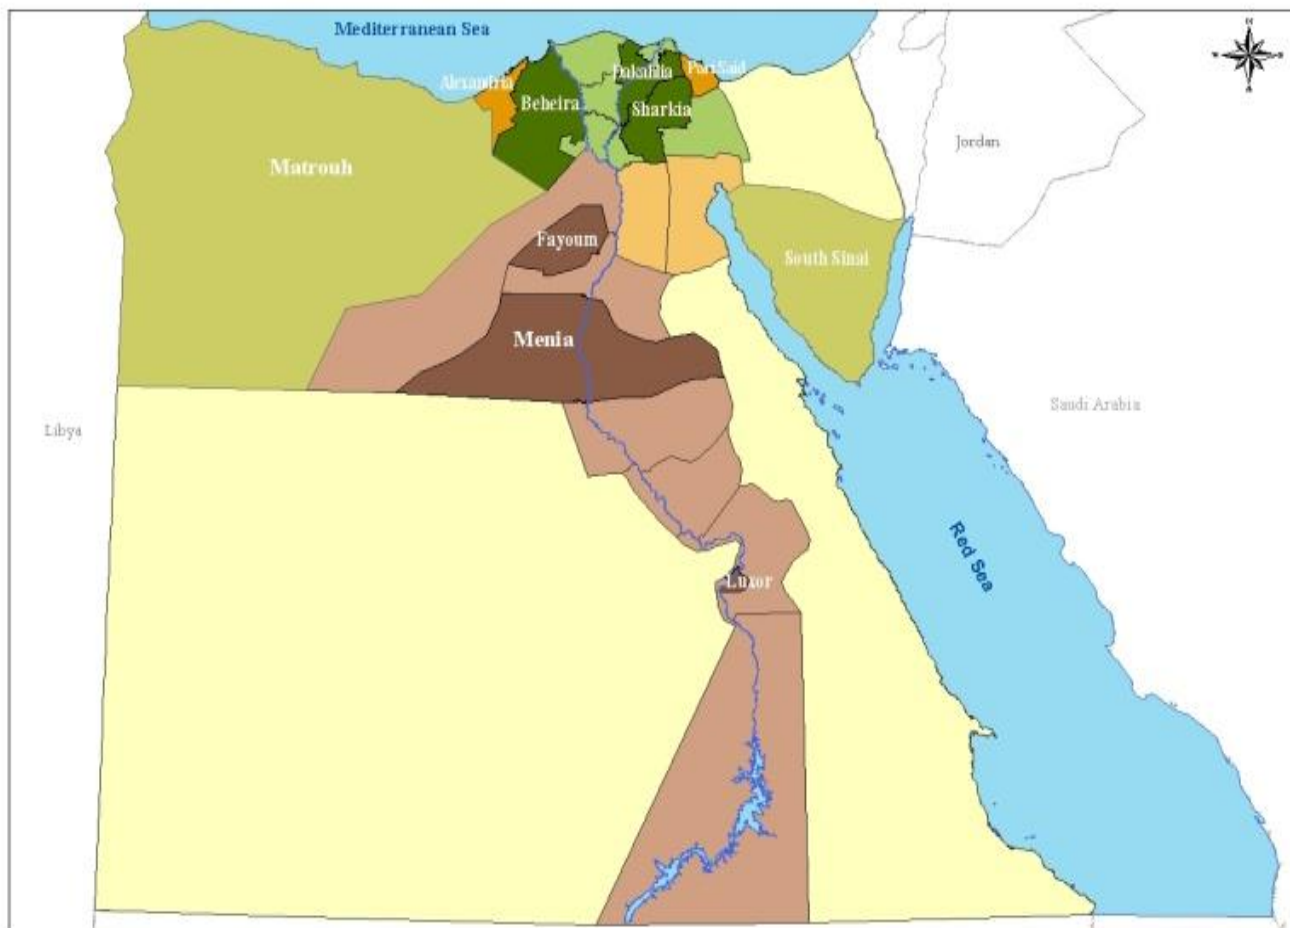 Mediterranean Sea
Alexandria
Dakahlia
Port Said
Beheira
Sharkia
Jordan
Matrouh
Fayoum
South Sinai
Menia
Saudi Arabia
Libya
Red Sea
Luxor